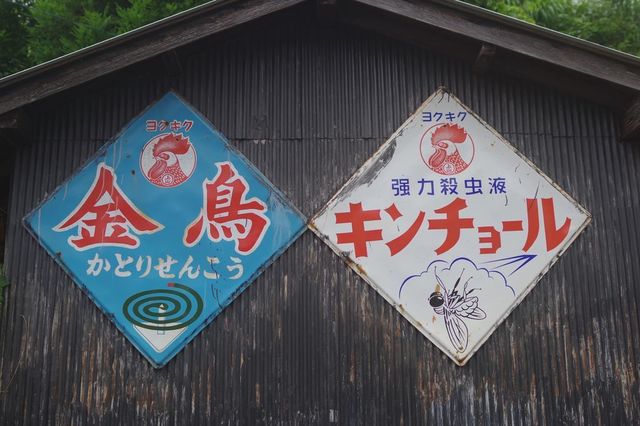 ヨクキク
金鳥
かとりせんこう
ヨクキク
強力殺虫液
キンチョール